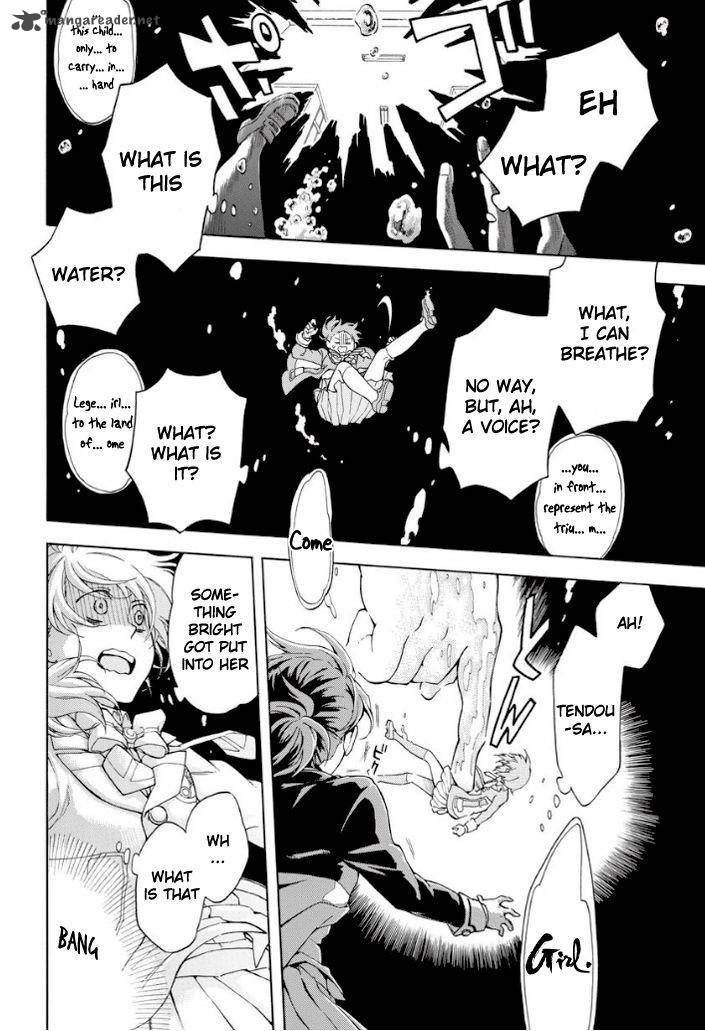 mangareader.net
EH
WHAT?
ゴ
ボ
this child...
only... to
carry... in...
... hand
WHAT IS
THIS
WATER?
WHAT,
I CAN
BREATHE?
NO WAY,
BUT, AH,
A VOICE?
...you...
in front...
represent the
triu... m...
WHAT?
WHAT IS
IT?
Lege... irl...
to the land
of... ome
Come
AH!
TENDOU
-SA...
Girl.
SOME-
THING
BRIGHT
GOT PUT
INTO HER
WH
...
WHAT
IS THAT
BANG